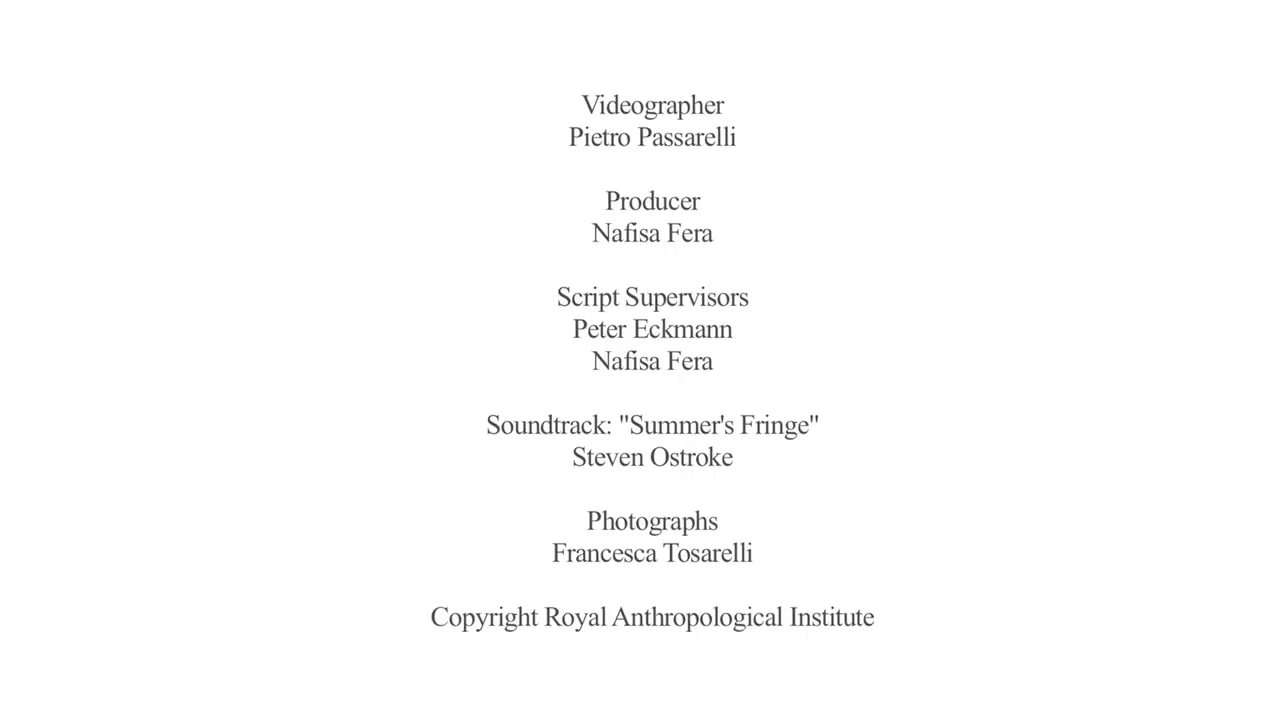 Videographer
Pietro Passarelli
Producer
Nafisa Fera
Script Supervisors
Peter Eckmann
Nafisa Fera
Soundtrack: "Summer's Fringe"
Steven Ostroke
Photographs
Francesca Tosarelli
Copyright Royal Anthropological Institute